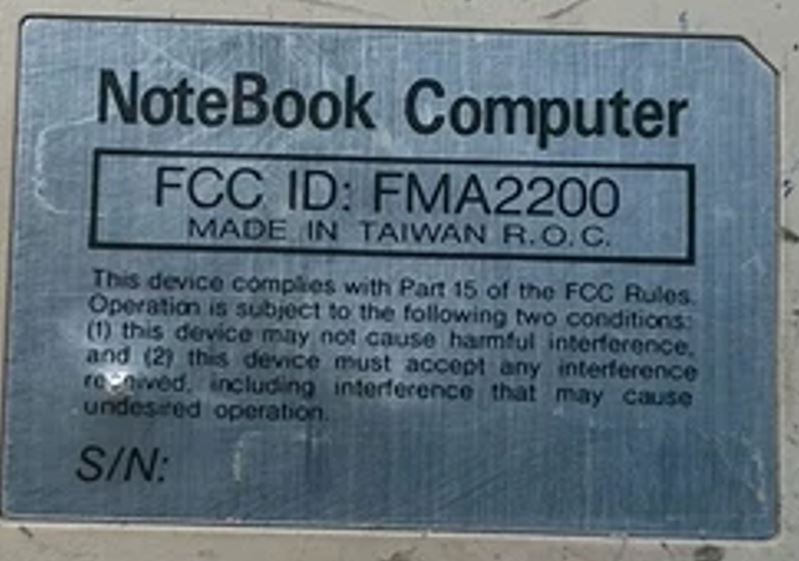 NoteBook Computer
FCC ID: FMA2200
MADE IN TAIWAN R.O.C.
This device complies with Part 15 of the FCC Rules.
Operation is subject to the following two conditions:
(1) this device may not cause harmful interference,
and (2) this device must accept any interference
received, including interference that may cause
undesired operation.
S/N: